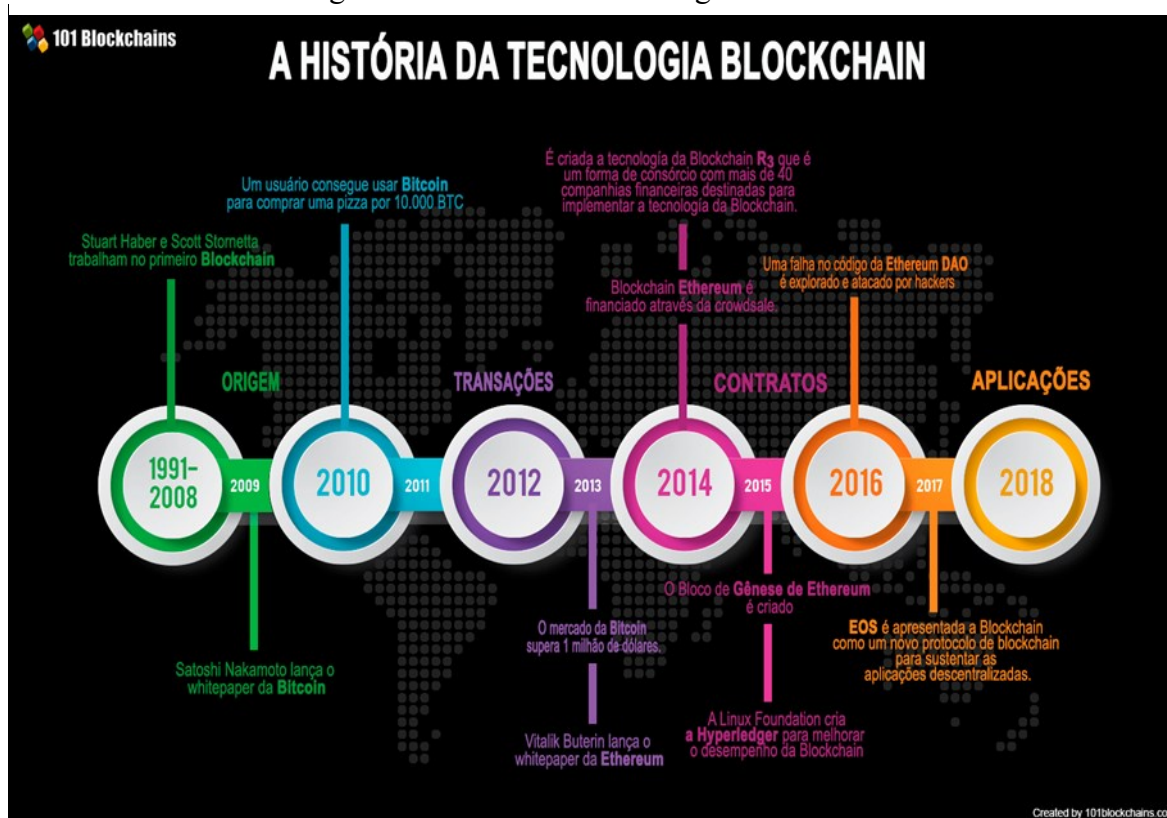 101 Blockchains
A HISTÓRIA DA TECNOLOGIA BLOCKCHAIN
É criada a tecnología da Blockchain R3 que é
um forma de consórcio com mais de 40
companhias financeiras destinadas para
implementar a tecnología da Blockchain.
Um usuário consegue usar Bitcoin
para comprar uma pizza por 10.000 BTC
Stuart Haber e Scott Stornetta
trabalham no primeiro Blockchain
Uma falha no código da Ethereum DAO
é explorado e atacado por hackers
Blockchain Ethereum é
financiado através da crowdsale.
ORIGEM
TRANSAÇÕES
CONTRATOS
APLICAÇÕES
1991–
2008
2009
2010
2011
2012
2013
2014
2015
2016
2017
2018
O Bloco de Gênese de Ethereum
é criado
O mercado da Bitcoin
supera 1 milhão de dólares.
EOS é apresentada a Blockchain
como um novo protocolo de blockchain
para sustentar as
aplicações descentralizadas.
Satoshi Nakamoto lança o
whitepaper da Bitcoin
A Linux Foundation cria
a Hyperledger para melhorar
o desempenho da Blockchain
Vitalik Buterin lança o
whitepaper da Ethereum
Created by 101blockchains.co